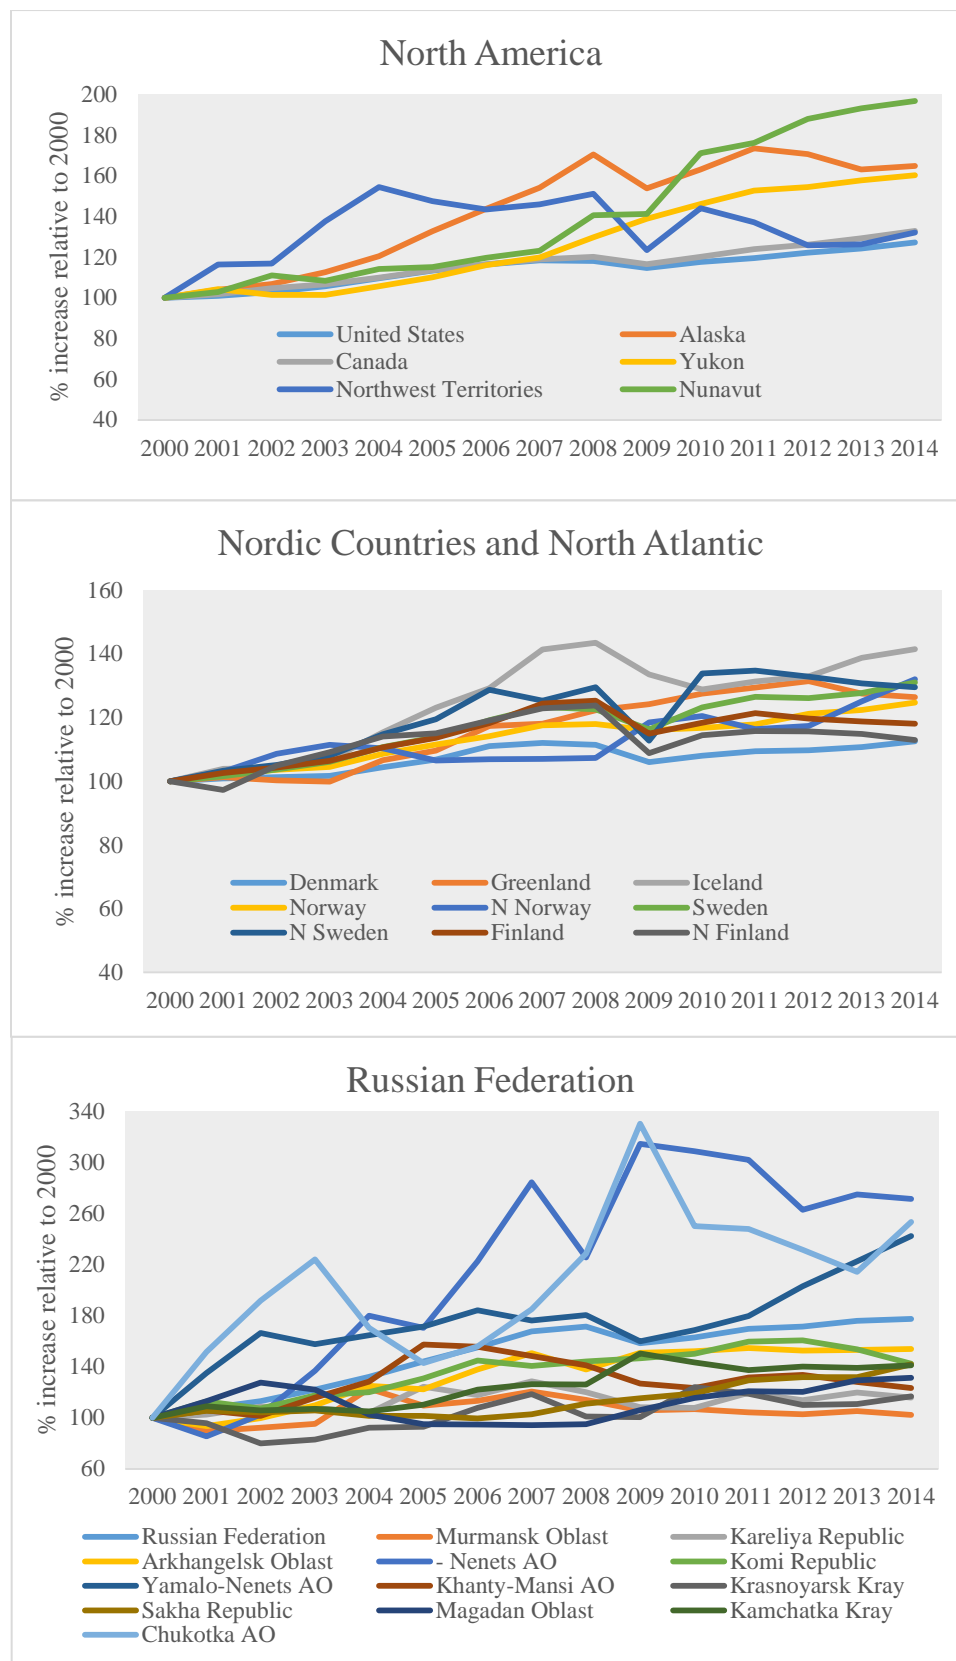 North America
% increase relative to 2000
200
180
160
140
120
100
80
60
40
United States Alaska
Canada Yukon
Northwest Territories Nunavut
2000 2001 2002 2003 2004 2005 2006 2007 2008 2009 2010 2011 2012 2013 2014
Nordic Countries and North Atlantic
% increase relative to 2000
160
140
120
100
80
60
40
Denmark Greenland Iceland
Norway N Norway Sweden
N Sweden Finland N Finland
2000 2001 2002 2003 2004 2005 2006 2007 2008 2009 2010 2011 2012 2013 2014
Russian Federation
% increase relative to 2000
340
300
260
220
180
140
100
60
2000 2001 2002 2003 2004 2005 2006 2007 2008 2009 2010 2011 2012 2013 2014
Russian Federation Murmansk Oblast Kareliya Republic
Arkhangelsk Oblast - Nenets AO Komi Republic
Yamalo-Nenets AO Khanty-Mansi AO Krasnoyarsk Kray
Sakha Republic Magadan Oblast Kamchatka Kray
Chukotka AO